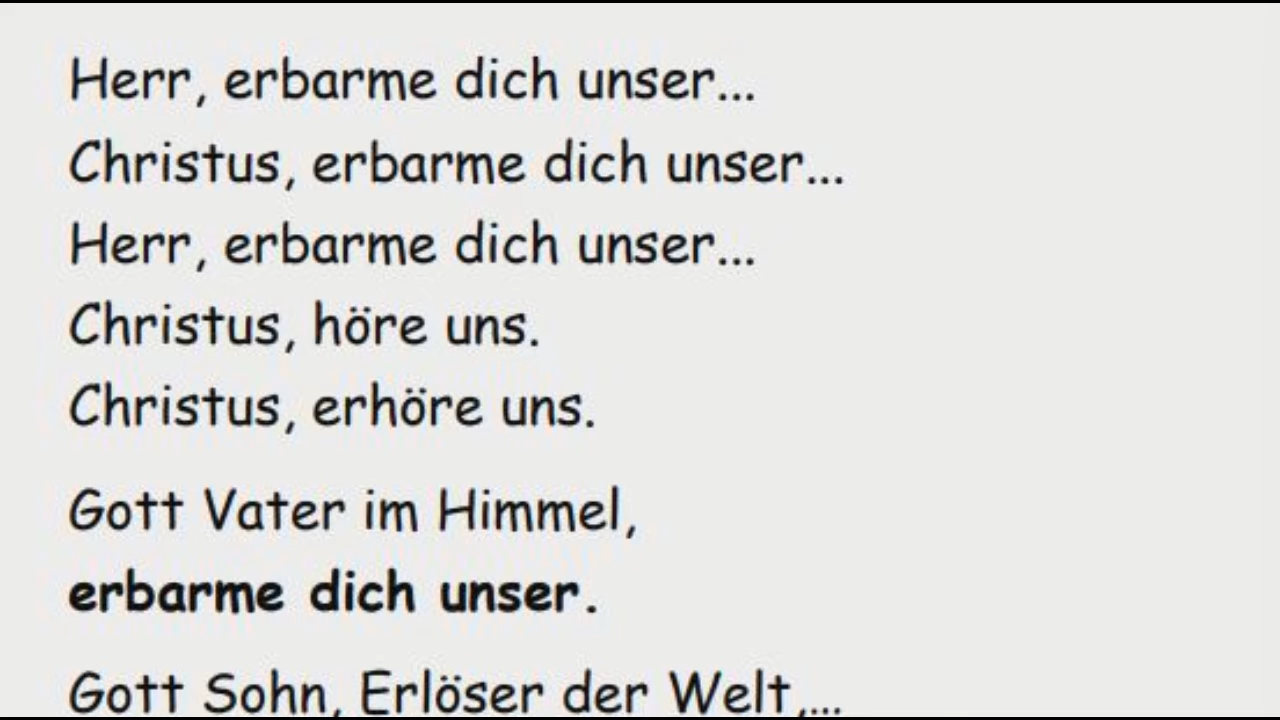 Herr, erbarme dich unser...
Christus, erbarme dich unser...
Herr, erbarme dich unser...
Christus, höre uns.
Christus, erhöre uns.
Gott Vater im Himmel,
erbarme dich unser.
Gott Sohn, Erlöser der Welt,...